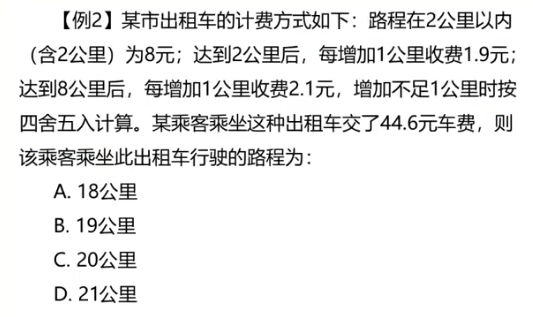 【例2】某市出租车的计费方式如下：路程在2公里以内
（含2公里）为8元；达到2公里后，每增加1公里收费1.9元；
达到8公里后，每增加1公里收费2.1元，增加不足1公里时按
四舍五入计算。某乘客乘坐这种出租车交了44.6元车费，则
该乘客乘坐此出租车行驶的路程为：
A. 18公里
B. 19公里
C. 20公里
D. 21公里